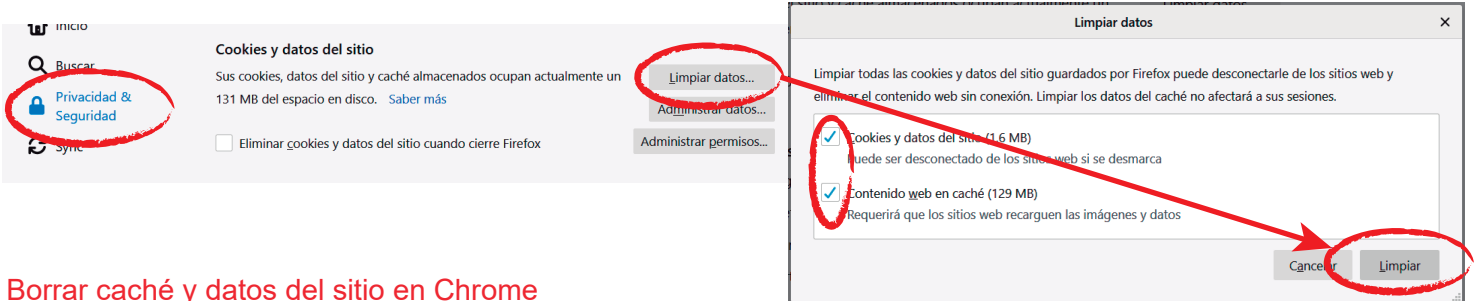 Inicio
Buscar
Privacidad &
Seguridad
Sync
Cookies y datos del sitio
Sus cookies, datos del sitio y caché almacenados ocupan actualmente un
131 MB del espacio en disco. Saber más
Eliminar cookies y datos del sitio cuando cierre Firefox
Limpiar datos...
Administrar datos...
Administrar permisos...
Limpiar datos
Limpiar todas las cookies y datos del sitio guardados por Firefox puede desconectarle de los sitios web y
eliminar el contenido web sin conexión. Limpiar los datos del caché no afectará a sus sesiones.
Cookies y datos del sitio (1.6 MB)
Puede ser desconectado de los sitios web si se desmarca
Contenido web en caché (129 MB)
Requerirá que los sitios web recarguen las imágenes y datos
Cancelar
Limpiar
Borrar caché y datos del sitio en Chrome